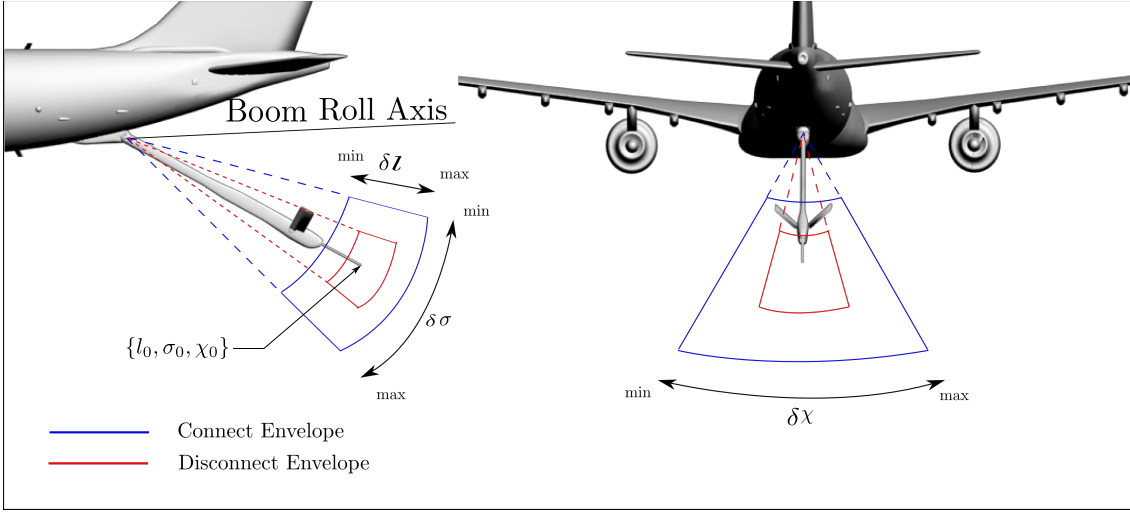 Boom Roll Axis
min δl max
min
δσ
max
{l₀, σ₀, χ₀}
min δχ max
Connect Envelope
Disconnect Envelope